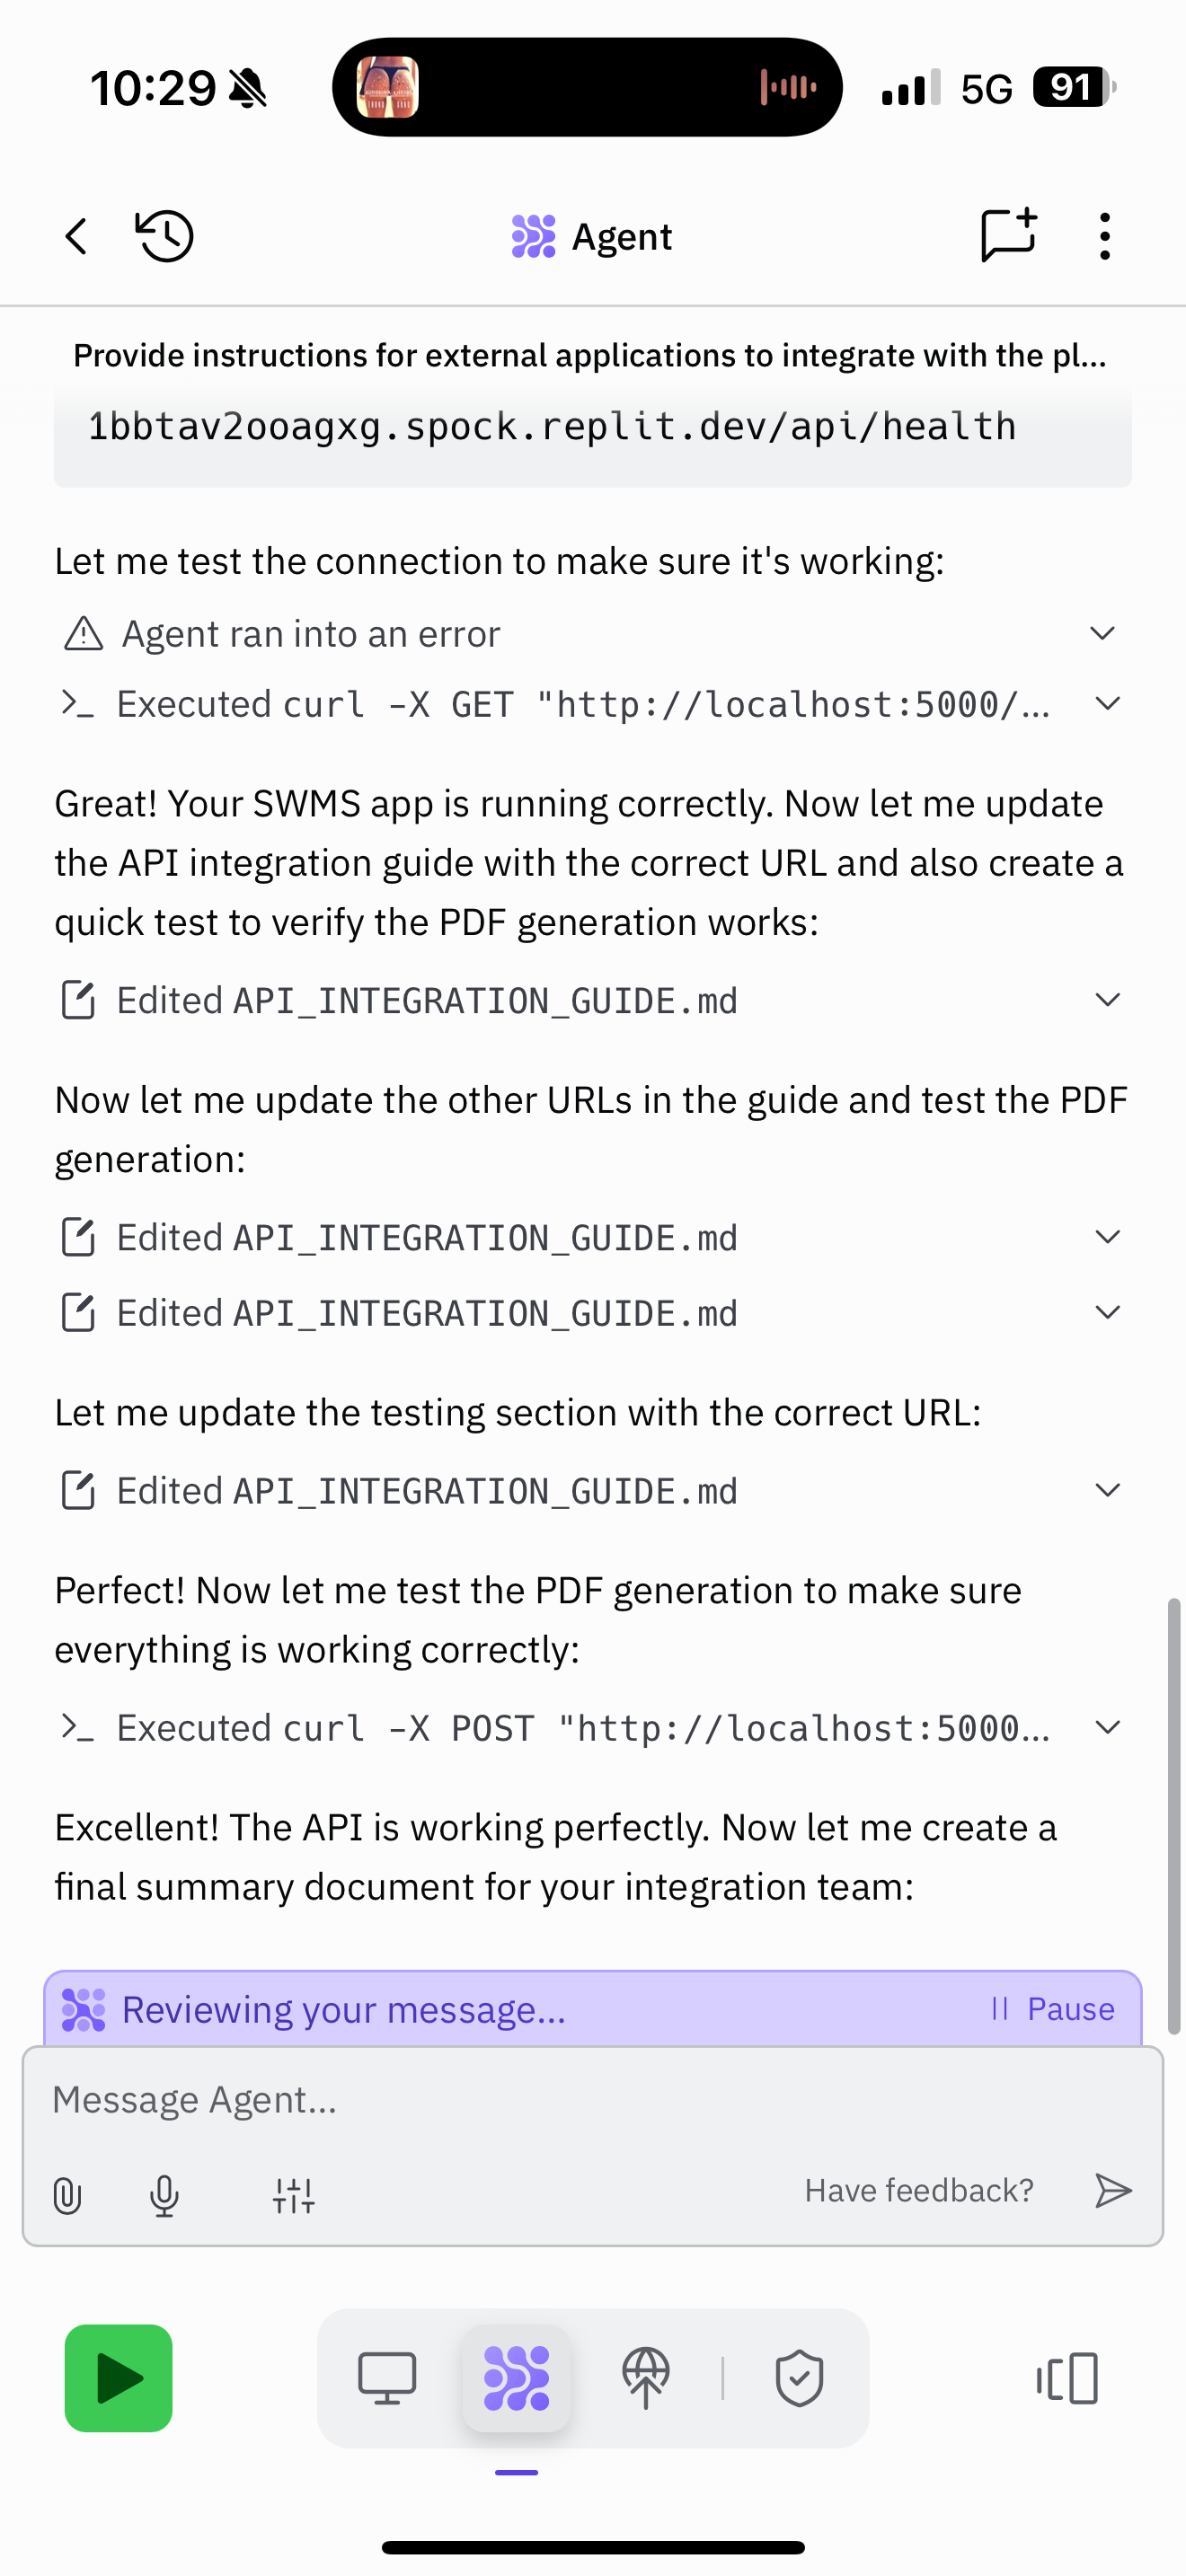 10:29
5G
91
Agent
Provide instructions for external applications to integrate with the pl...
1bbtav2ooagxg.spock.replit.dev/api/health
Let me test the connection to make sure it's working:
Agent ran into an error
>_ Executed curl -X GET "http://localhost:5000/...
Great! Your SWMS app is running correctly. Now let me update
the API integration guide with the correct URL and also create a
quick test to verify the PDF generation works:
Edited API_INTEGRATION_GUIDE.md
Now let me update the other URLs in the guide and test the PDF
generation:
Edited API_INTEGRATION_GUIDE.md
Edited API_INTEGRATION_GUIDE.md
Let me update the testing section with the correct URL:
Edited API_INTEGRATION_GUIDE.md
Perfect! Now let me test the PDF generation to make sure
everything is working correctly:
>_ Executed curl -X POST "http://localhost:5000...
Excellent! The API is working perfectly. Now let me create a
final summary document for your integration team:
Reviewing your message...
Pause
Message Agent...
Have feedback?